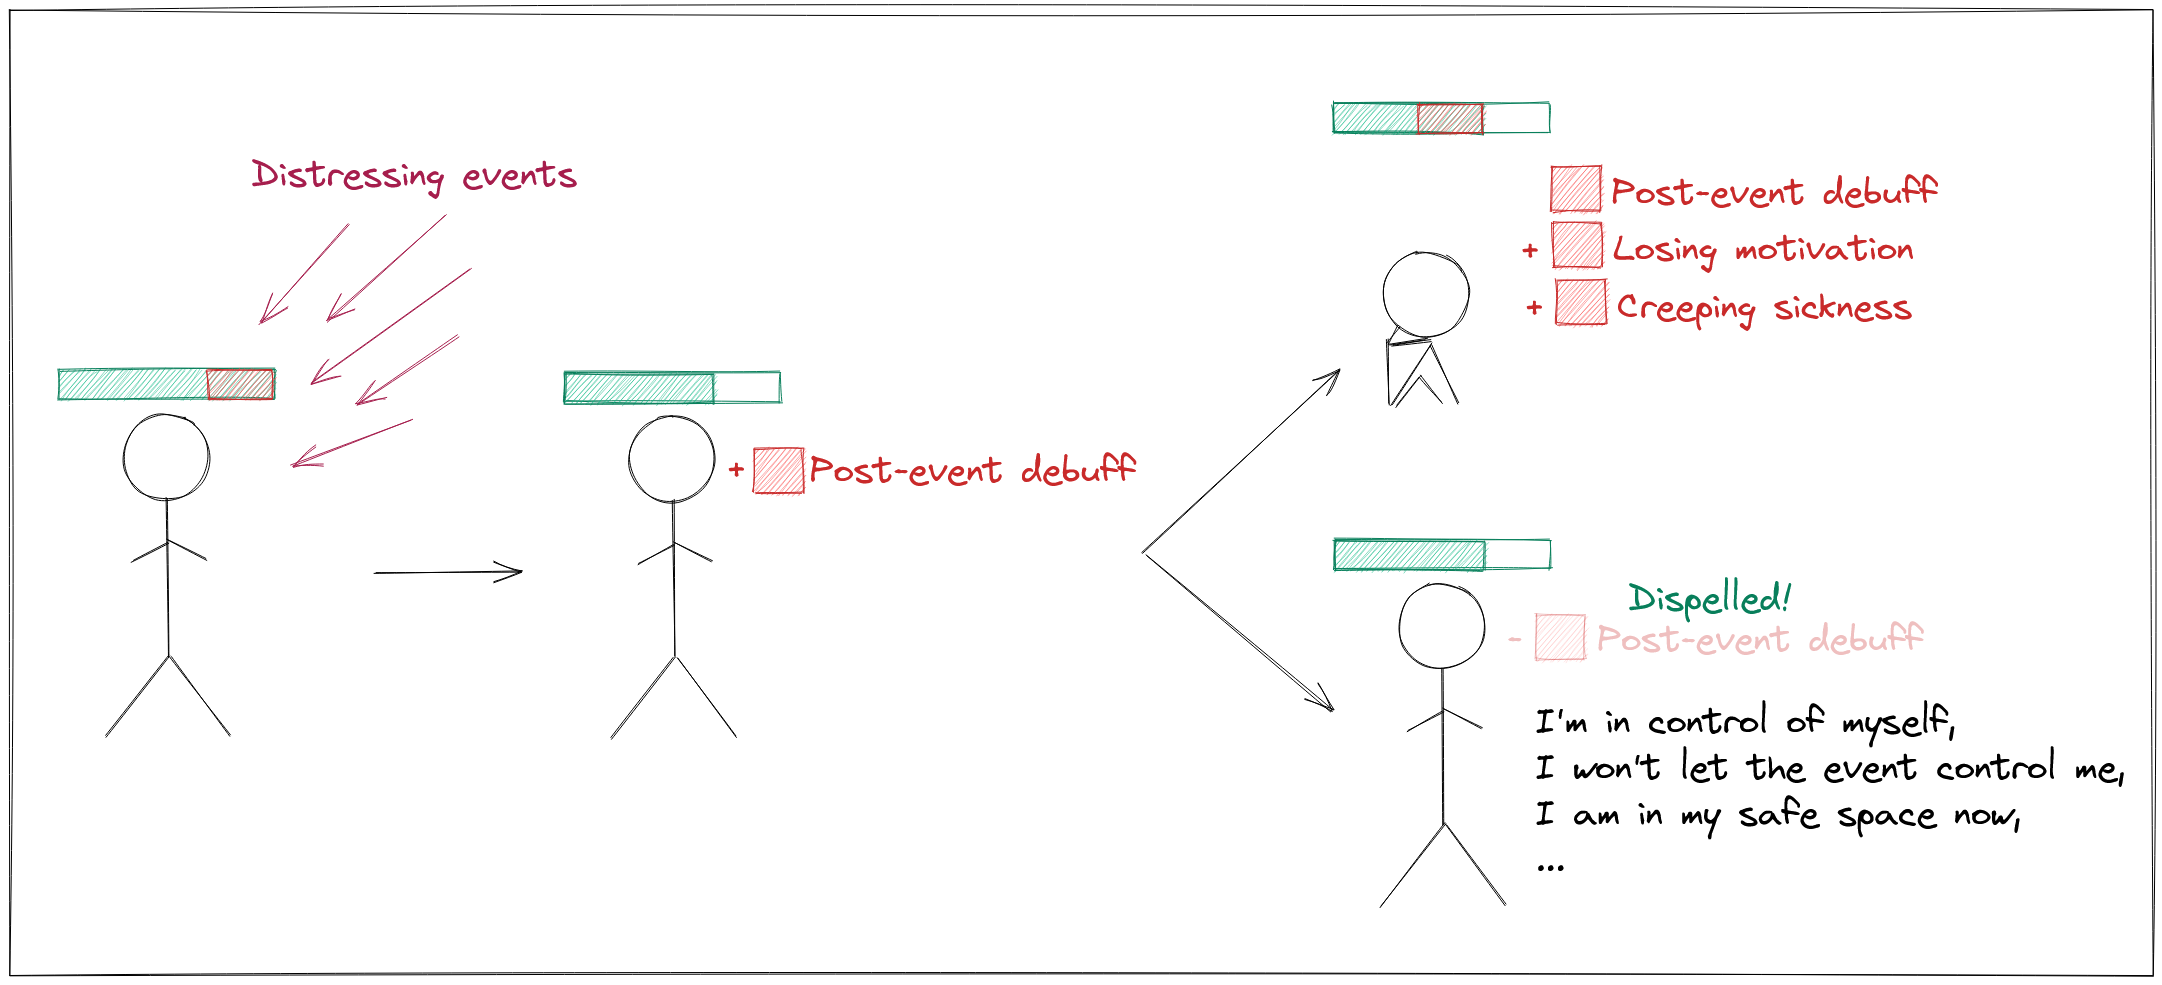 Distressing events
+ Post-event debuff
Post-event debuff
+ Losing motivation
+ Creeping sickness
Dispelled!
- Post-event debuff
I'm in control of myself,
I won't let the event control me,
I am in my safe space now,
...